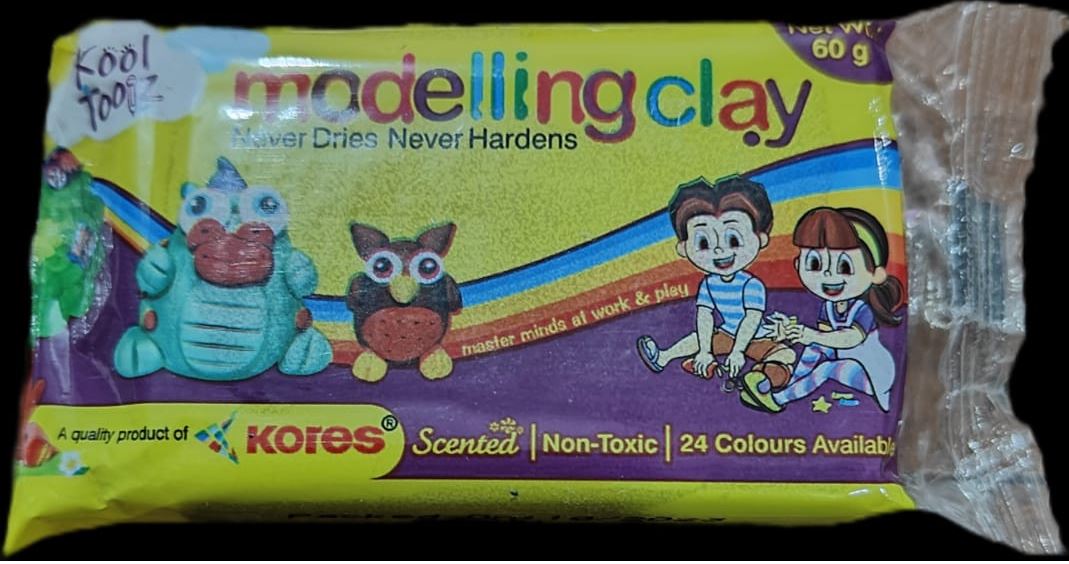 Kool
Toolz
modelling clay
Net Wt.
60 g
Never Dries Never Hardens
master minds at work & play
A quality product of KORES®
Scented | Non-Toxic | 24 Colours Available